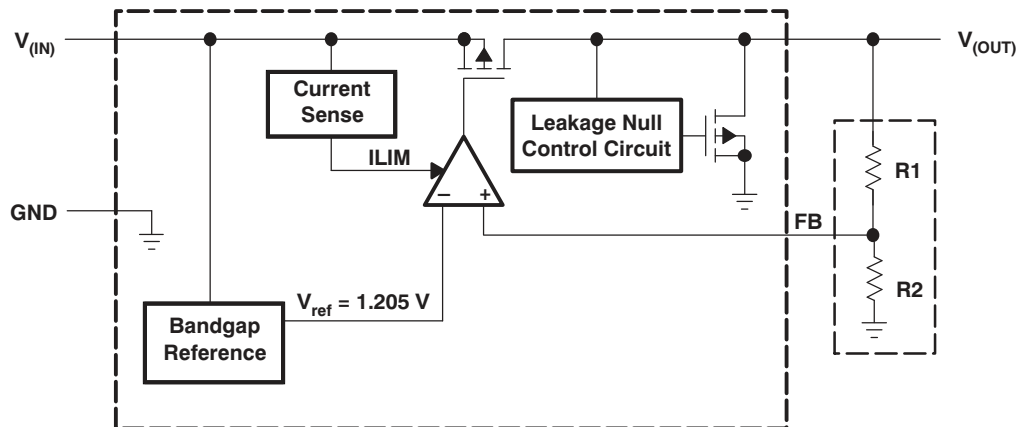 V(IN)
V(OUT)
Current
Sense
Leakage Null
Control Circuit
R1
ILIM
− +
GND
FB
R2
Vref = 1.205 V
Bandgap
Reference